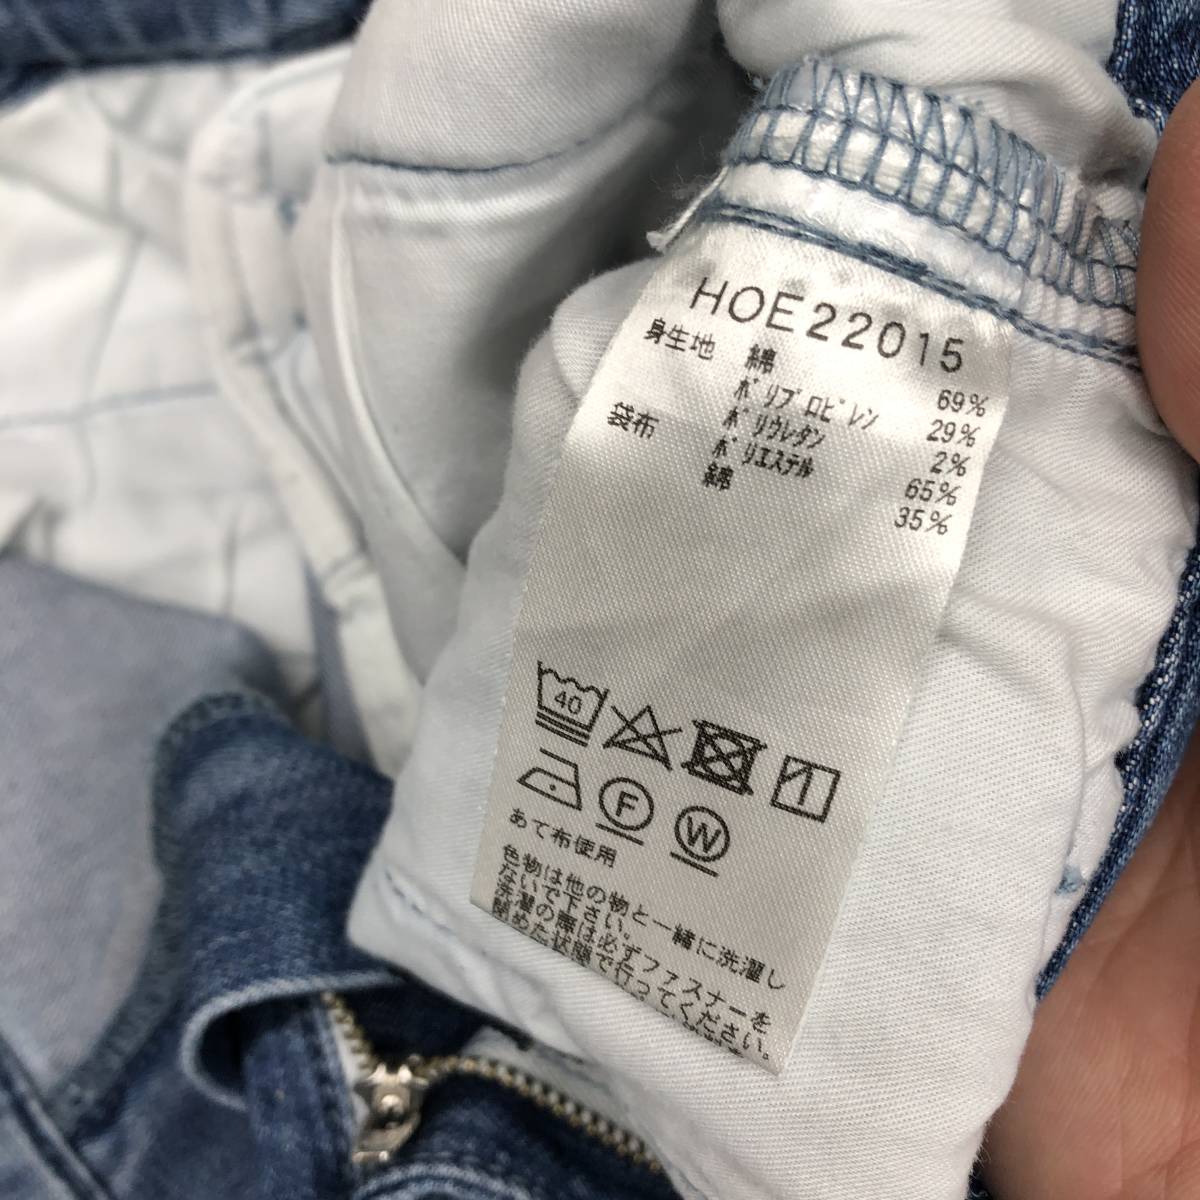 HOE22015
身生地 綿 69%
ポリプロピレン 29%
ポリウレタン 2%
袋布 ポリエステル 65%
綿 35%
40
F W
あて布使用
色物は他の物と一緒に洗濯し
ないで下さい。
洗濯の際は必ずファスナーを
閉めた状態で行ってください。